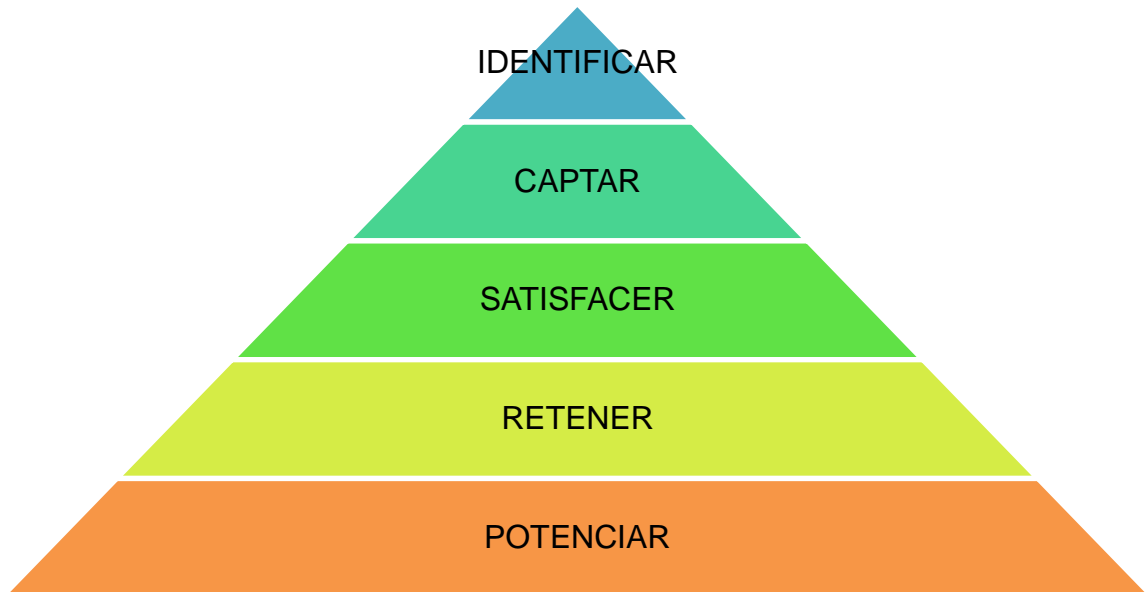 IDENTIFICAR
CAPTAR
SATISFACER
RETENER
POTENCIAR